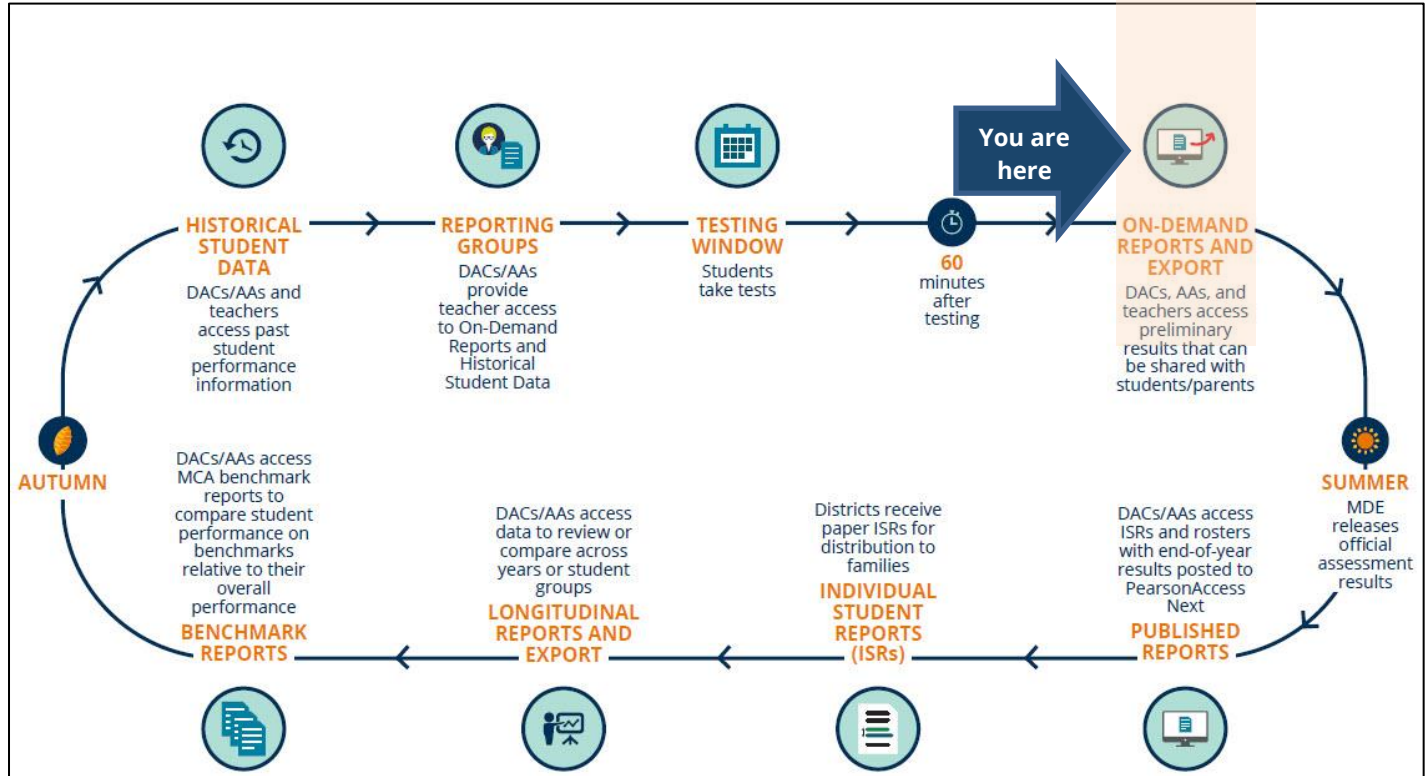 You are
here
HISTORICAL
STUDENT
DATA
DACs/AAs and
teachers
access past
student
performance
information
REPORTING
GROUPS
DACs/AAs
provide
teacher access
to On-Demand
Reports and
Historical
Student Data
TESTING
WINDOW
Students
take tests
60
minutes
after
testing
ON-DEMAND
REPORTS AND
EXPORT
DACs, AAs, and
teachers access
preliminary
results that can
be shared with
students/parents
SUMMER
MDE
releases
official
assessment
results
DACs/AAs access
ISRs and rosters
with end-of-year
results posted to
PearsonAccess
Next
PUBLISHED
REPORTS
Districts receive
paper ISRs for
distribution to
families
INDIVIDUAL
STUDENT
REPORTS
(ISRs)
DACs/AAs access
data to review or
compare across
years or student
groups
LONGITUDINAL
REPORTS AND
EXPORT
DACs/AAs access
MCA benchmark
reports to
compare student
performance on
benchmarks
relative to their
overall
performance
BENCHMARK
REPORTS
AUTUMN